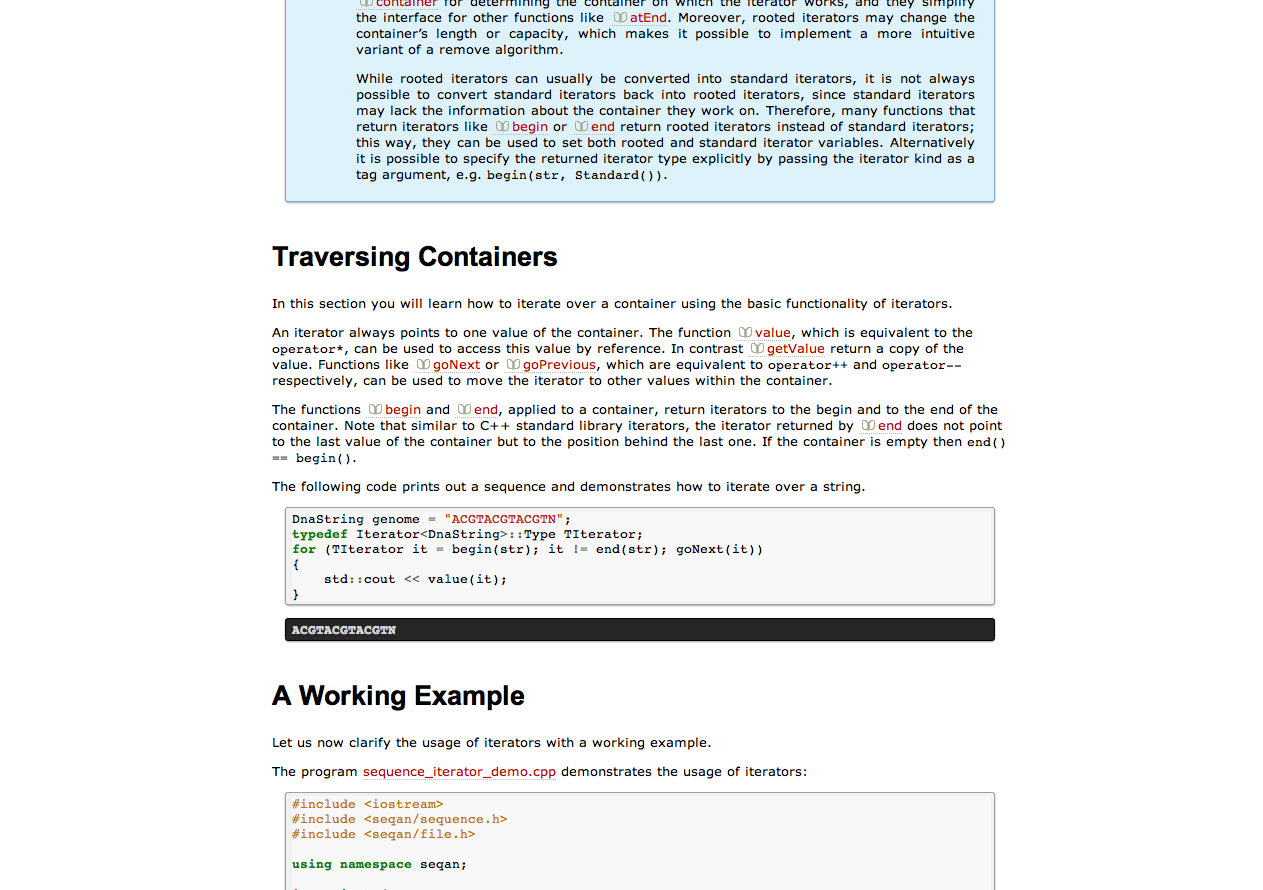 container for determining the container on which the iterator works, and they simplify
the interface for other functions like atEnd. Moreover, rooted iterators may change the
container’s length or capacity, which makes it possible to implement a more intuitive
variant of a remove algorithm.
While rooted iterators can usually be converted into standard iterators, it is not always
possible to convert standard iterators back into rooted iterators, since standard iterators
may lack the information about the container they work on. Therefore, many functions that
return iterators like begin or end return rooted iterators instead of standard iterators;
this way, they can be used to set both rooted and standard iterator variables. Alternatively
it is possible to specify the returned iterator type explicitly by passing the iterator kind as a
tag argument, e.g. begin(str, Standard()).
Traversing Containers
In this section you will learn how to iterate over a container using the basic functionality of iterators.
An iterator always points to one value of the container. The function value, which is equivalent to the
operator*, can be used to access this value by reference. In contrast getValue return a copy of the
value. Functions like goNext or goPrevious, which are equivalent to operator++ and operator--
respectively, can be used to move the iterator to other values within the container.
The functions begin and end, applied to a container, return iterators to the begin and to the end of the
container. Note that similar to C++ standard library iterators, the iterator returned by end does not point
to the last value of the container but to the position behind the last one. If the container is empty then end()
== begin().
The following code prints out a sequence and demonstrates how to iterate over a string.
DnaString genome = "ACGTACGTACGTN";
typedef Iterator<DnaString>::Type TIterator;
for (TIterator it = begin(str); it != end(str); goNext(it))
{
    std::cout << value(it);
}
ACGTACGTACGTN
A Working Example
Let us now clarify the usage of iterators with a working example.
The program sequence_iterator_demo.cpp demonstrates the usage of iterators:
#include <iostream>
#include <seqan/sequence.h>
#include <seqan/file.h>
using namespace seqan;